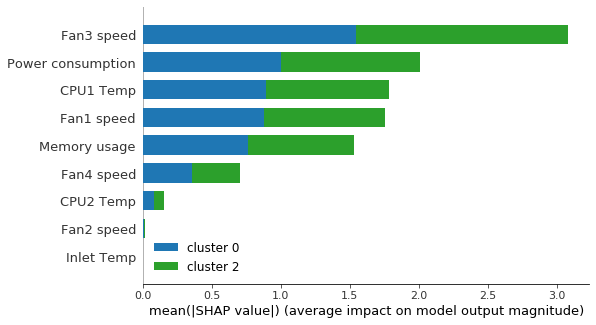 Fan3 speed
Power consumption
CPU1 Temp
Fan1 speed
Memory usage
Fan4 speed
CPU2 Temp
Fan2 speed
Inlet Temp
cluster 0
cluster 2
0.0 0.5 1.0 1.5 2.0 2.5 3.0
mean(|SHAP value|) (average impact on model output magnitude)